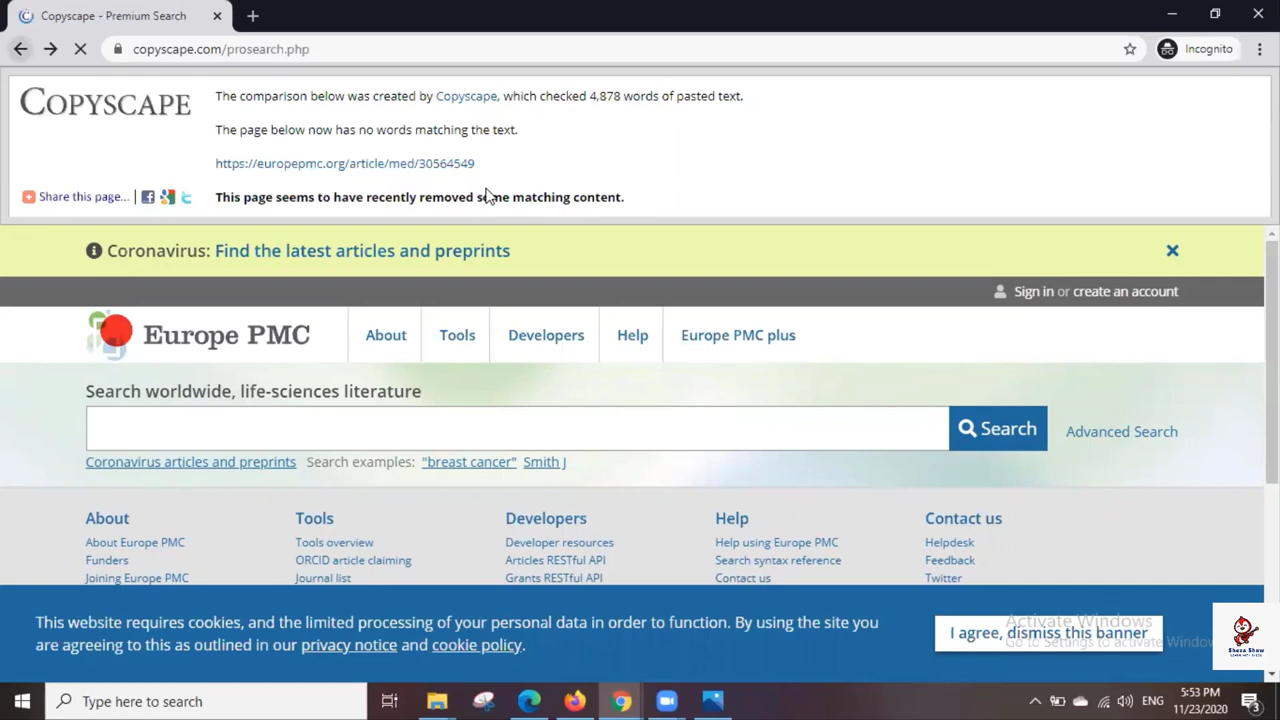 Copyscape - Premium Search
copyscape.com/prosearch.php
Incognito
COPYSCAPE
The comparison below was created by Copyscape, which checked 4,878 words of pasted text.
The page below now has no words matching the text.
https://europepmc.org/article/med/30564549
Share this page...
This page seems to have recently removed some matching content.
Coronavirus: Find the latest articles and preprints
Sign in or create an account
Europe PMC
About
Tools
Developers
Help
Europe PMC plus
Search worldwide, life-sciences literature
Search
Advanced Search
Coronavirus articles and preprints Search examples: "breast cancer" Smith J
About
Tools
Developers
Help
Contact us
About Europe PMC
Tools overview
Developer resources
Help using Europe PMC
Helpdesk
Funders
ORCID article claiming
Articles RESTful API
Search syntax reference
Feedback
Joining Europe PMC
Journal list
Grants RESTful API
Contact us
Twitter
This website requires cookies, and the limited processing of your personal data in order to function. By using the site you
are agreeing to this as outlined in our privacy notice and cookie policy.
I agree, dismiss this banner
Activate Windows
Go to Settings to activate Windows
Sheza Show
Type here to search
ENG
5:53 PM
11/23/2020
3